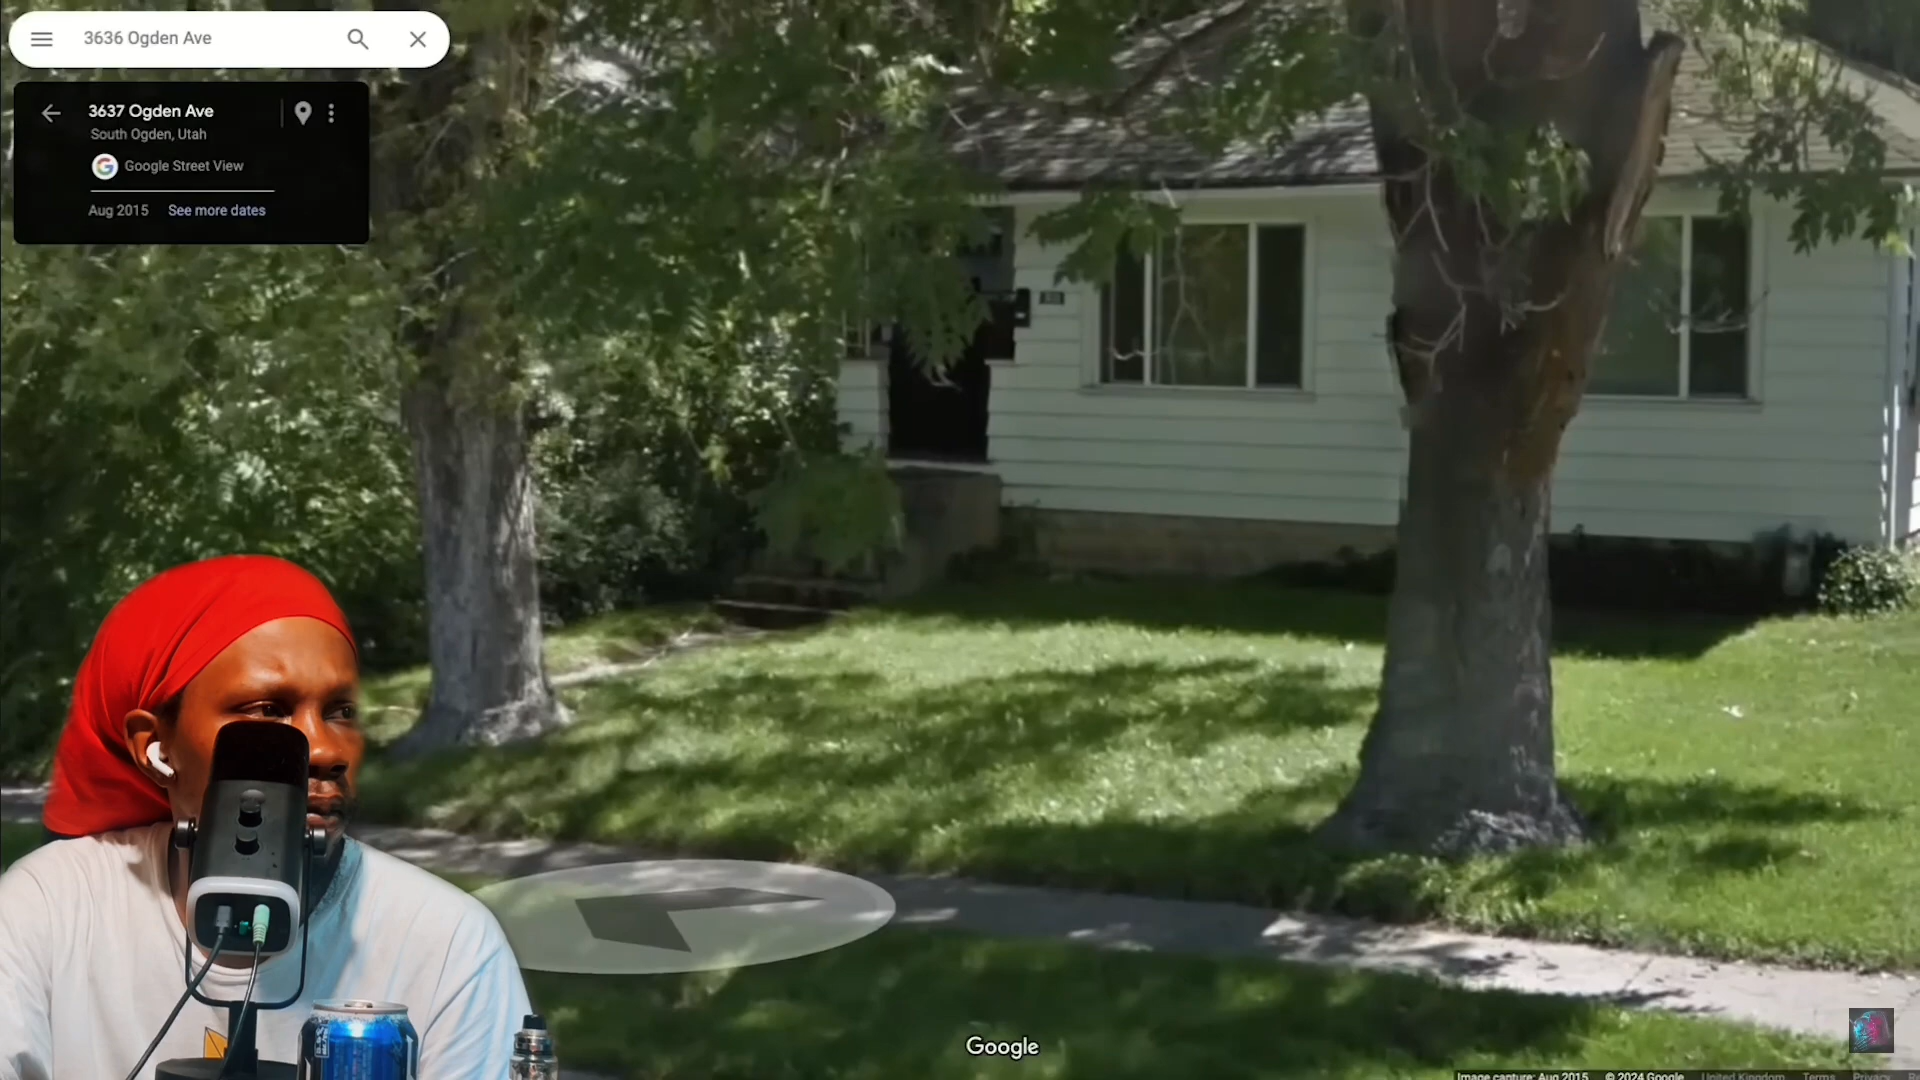 3636 Ogden Ave
3637 Ogden Ave
South Ogden, Utah
Google Street View
Aug 2015 See more dates
Google
Image capture: Aug 2015 © 2024 Google United Kingdom Terms Privacy